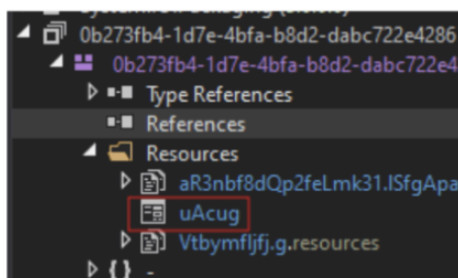 0b273fb4-1d7e-4bfa-b8d2-dabc722e4286
0b273fb4-1d7e-4bfa-b8d2-dabc722e4
Type References
References
Resources
aR3nbf8dQp2feLmk31.lSfgApa
uAcug
Vtbymfljfj.g.resources
{ } -